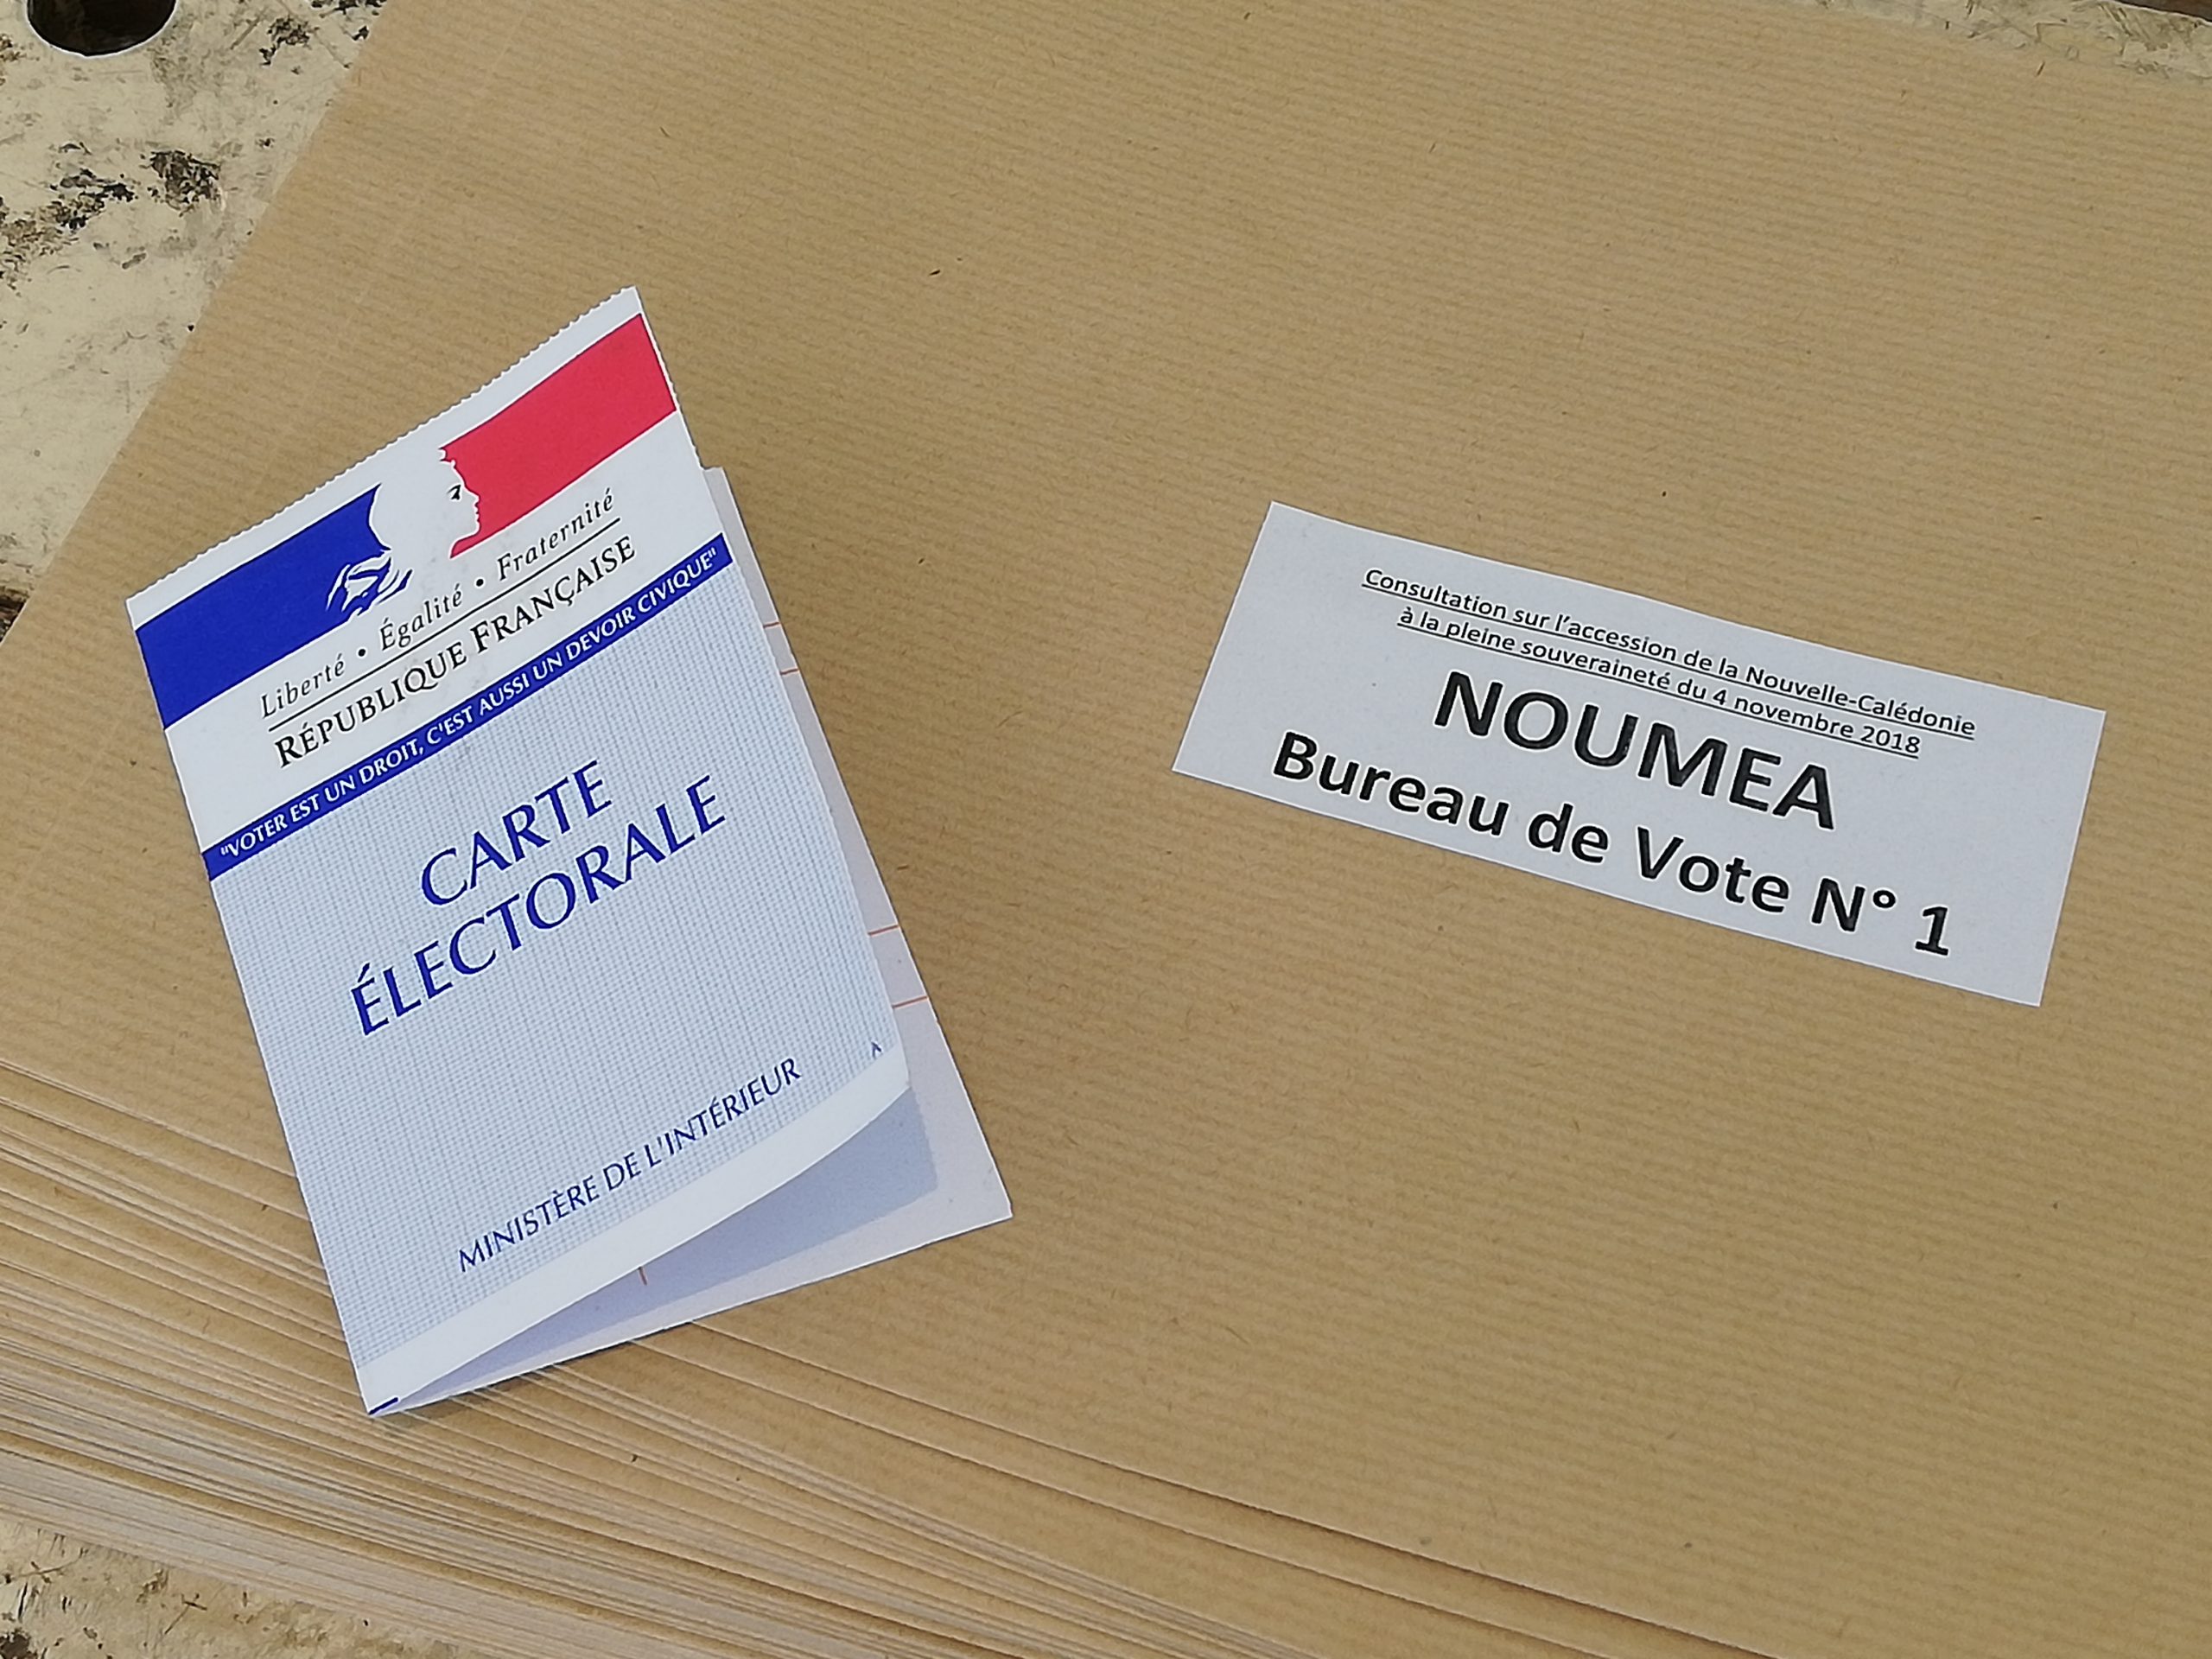 Liberté • Égalité • Fraternité
RÉPUBLIQUE FRANÇAISE
"VOTER EST UN DROIT, C'EST AUSSI UN DEVOIR CIVIQUE"
CARTE
ÉLECTORALE
MINISTÈRE DE L'INTÉRIEUR
Consultation sur l'accession de la Nouvelle-Calédonie
à la pleine souveraineté du 4 novembre 2018
NOUMEA
Bureau de Vote N° 1